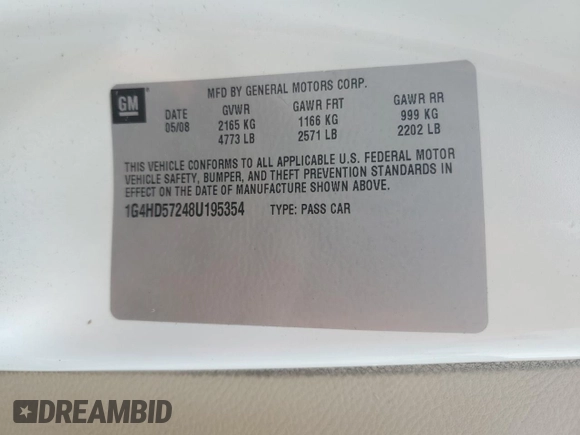 MFD BY GENERAL MOTORS CORP.
GM
DATE GVWR GAWR FRT GAWR RR
05/08 2165 KG 1166 KG 999 KG
4773 LB 2571 LB 2202 LB
THIS VEHICLE CONFORMS TO ALL APPLICABLE U.S. FEDERAL MOTOR
VEHICLE SAFETY, BUMPER, AND THEFT PREVENTION STANDARDS IN
EFFECT ON THE DATE OF MANUFACTURE SHOWN ABOVE.
1G4HD57248U195354 TYPE: PASS CAR
DREAMBID